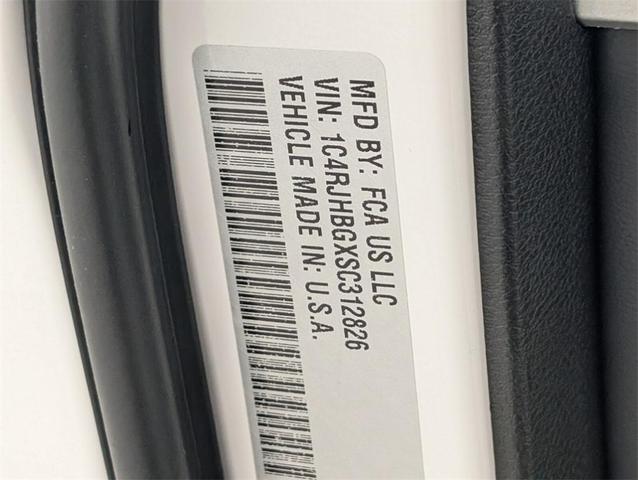 MFD BY: FCA US LLC
VIN: 1C4RJHBGXSC312826
VEHICLE MADE IN: U.S.A.